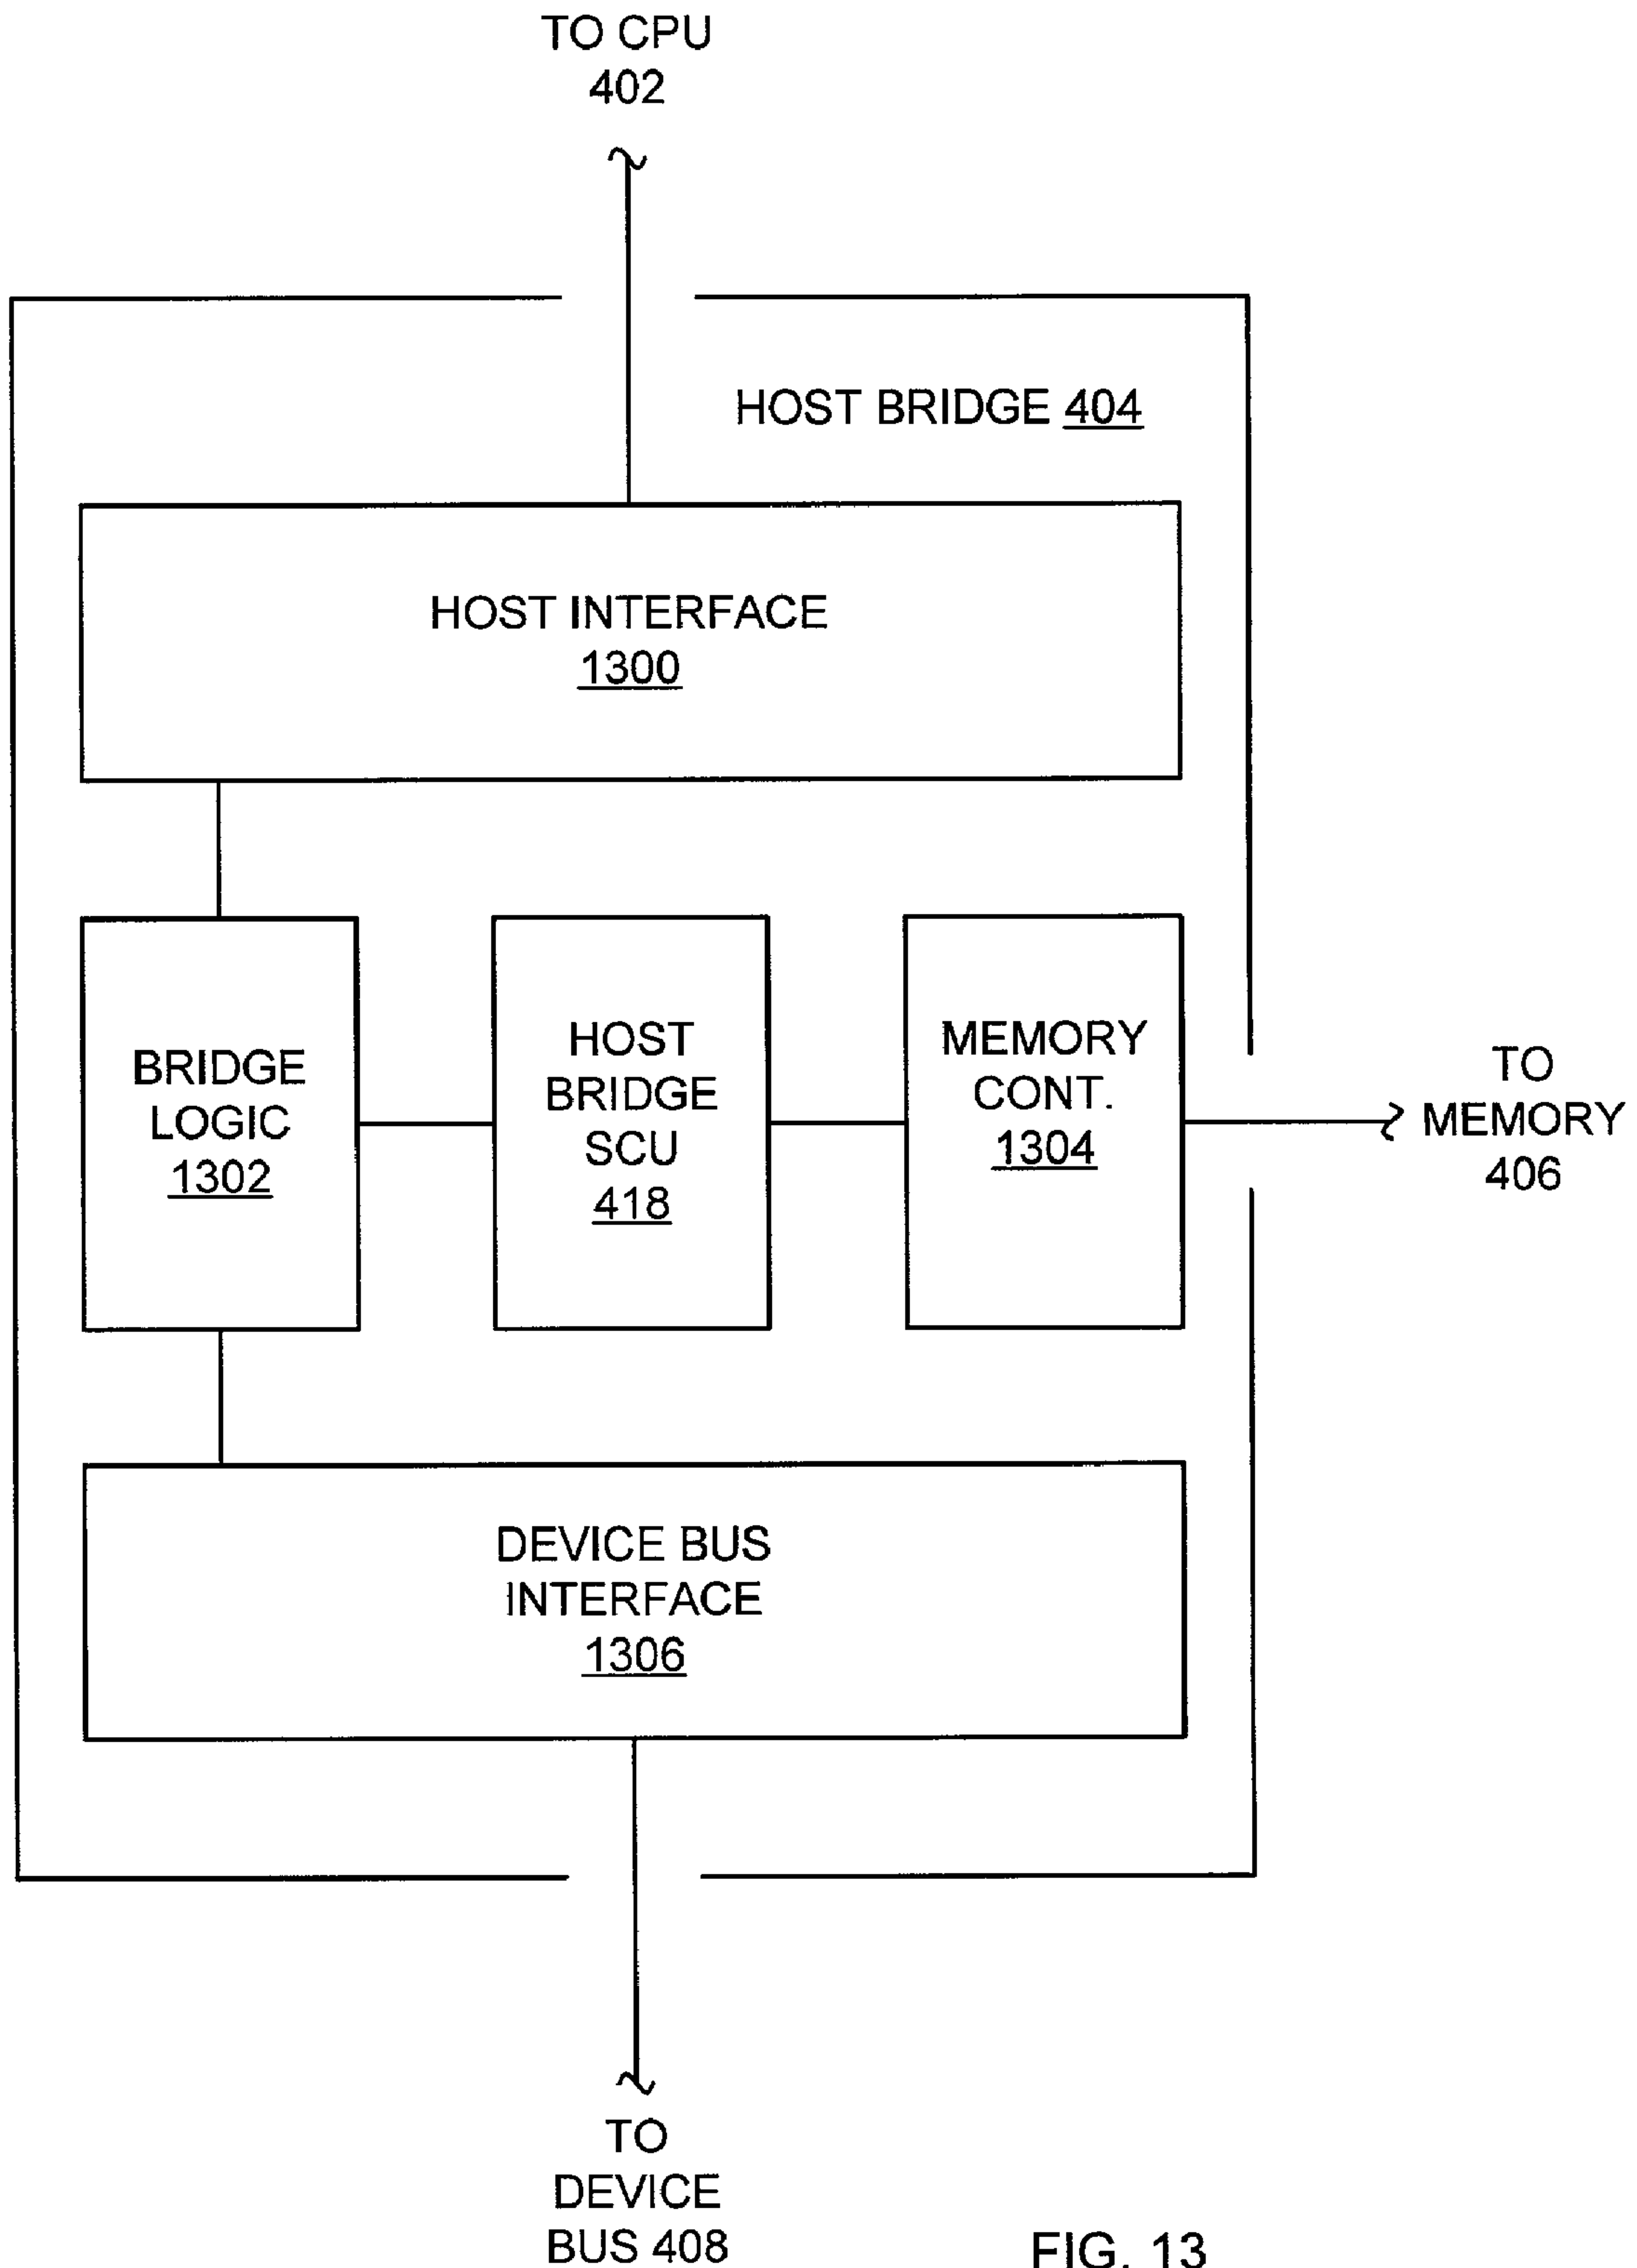 TO CPU
402
HOST BRIDGE 404
HOST INTERFACE
1300
BRIDGE
LOGIC
1302
HOST
BRIDGE
SCU
418
MEMORY
CONT.
1304
TO
MEMORY
406
DEVICE BUS
INTERFACE
1306
TO
DEVICE
BUS 408
FIG. 13